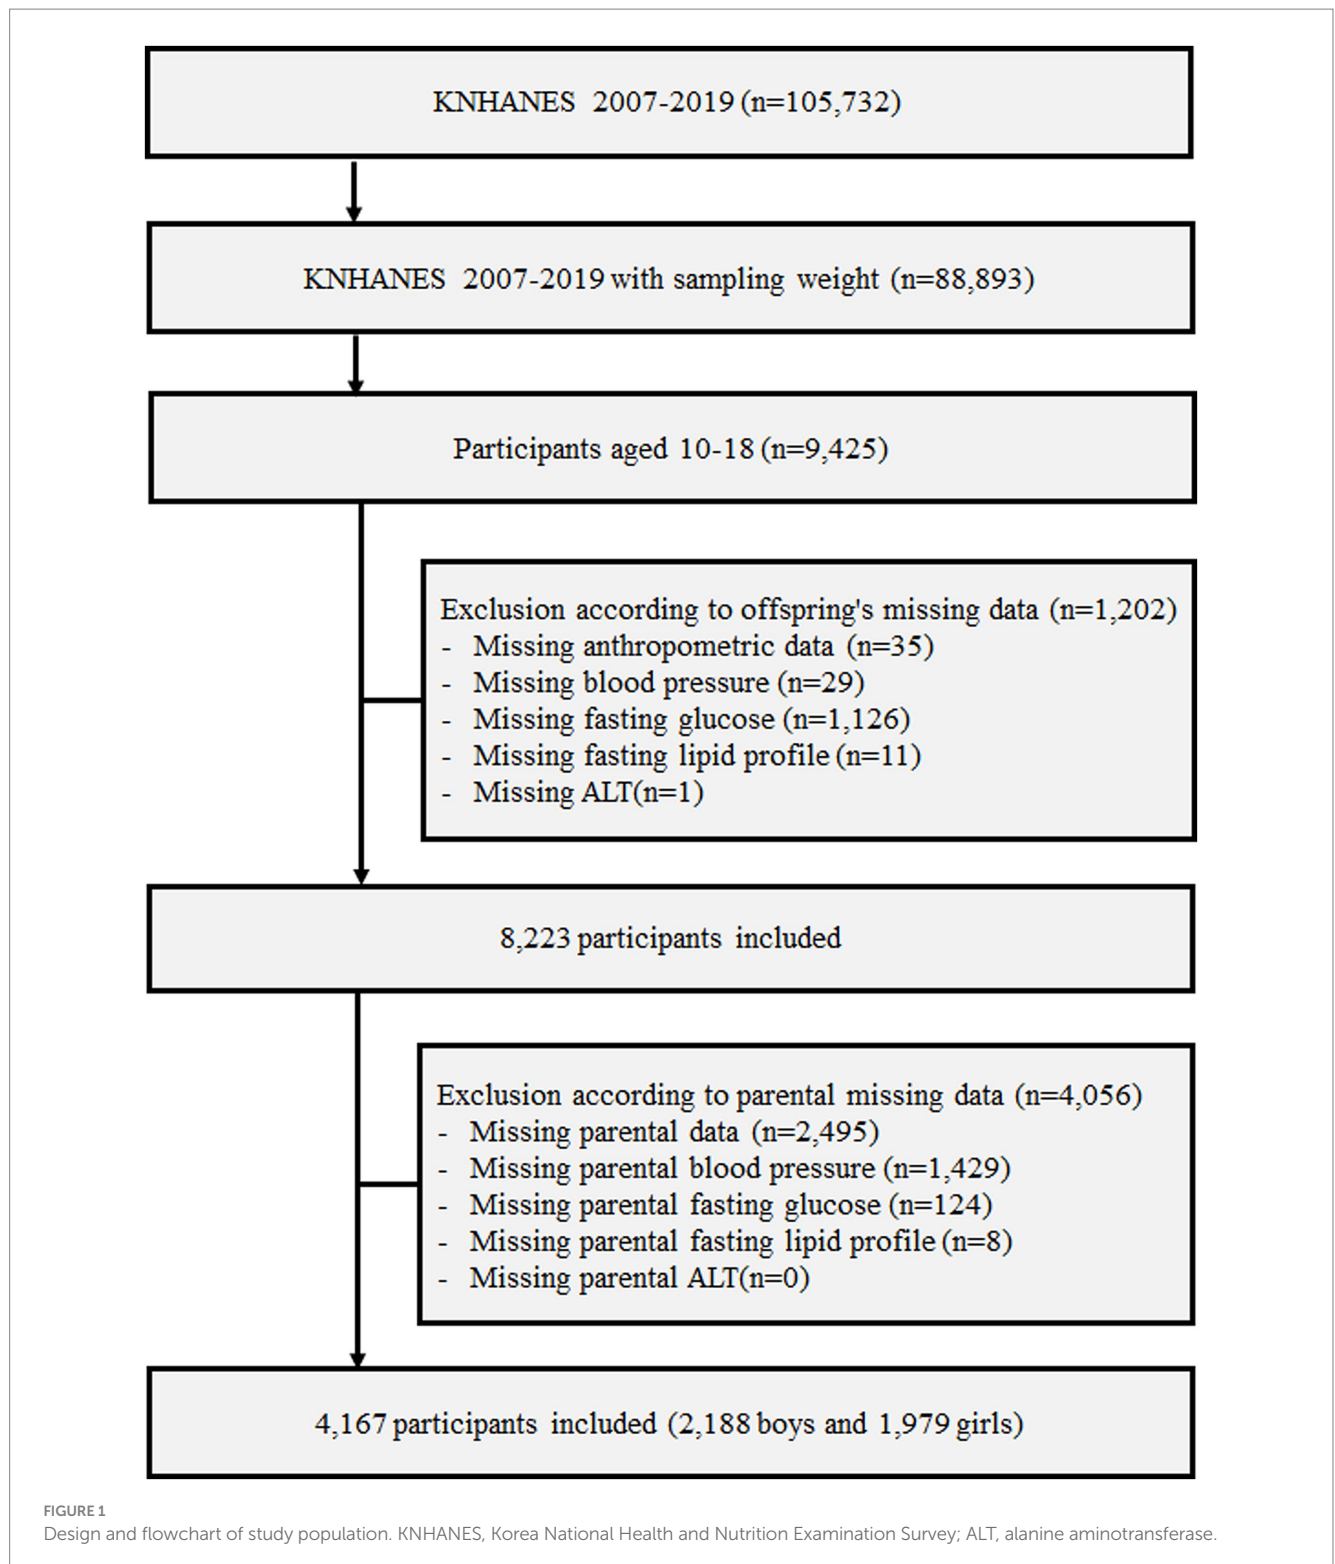 KNHANES 2007-2019 (n=105,732)
KNHANES 2007-2019 with sampling weight (n=88,893)
Participants aged 10-18 (n=9,425)
Exclusion according to offspring's missing data (n=1,202)
- Missing anthropometric data (n=35)
- Missing blood pressure (n=29)
- Missing fasting glucose (n=1,126)
- Missing fasting lipid profile (n=11)
- Missing ALT(n=1)
8,223 participants included
Exclusion according to parental missing data (n=4,056)
- Missing parental data (n=2,495)
- Missing parental blood pressure (n=1,429)
- Missing parental fasting glucose (n=124)
- Missing parental fasting lipid profile (n=8)
- Missing parental ALT(n=0)
4,167 participants included (2,188 boys and 1,979 girls)
FIGURE 1
Design and flowchart of study population. KNHANES, Korea National Health and Nutrition Examination Survey; ALT, alanine aminotransferase.